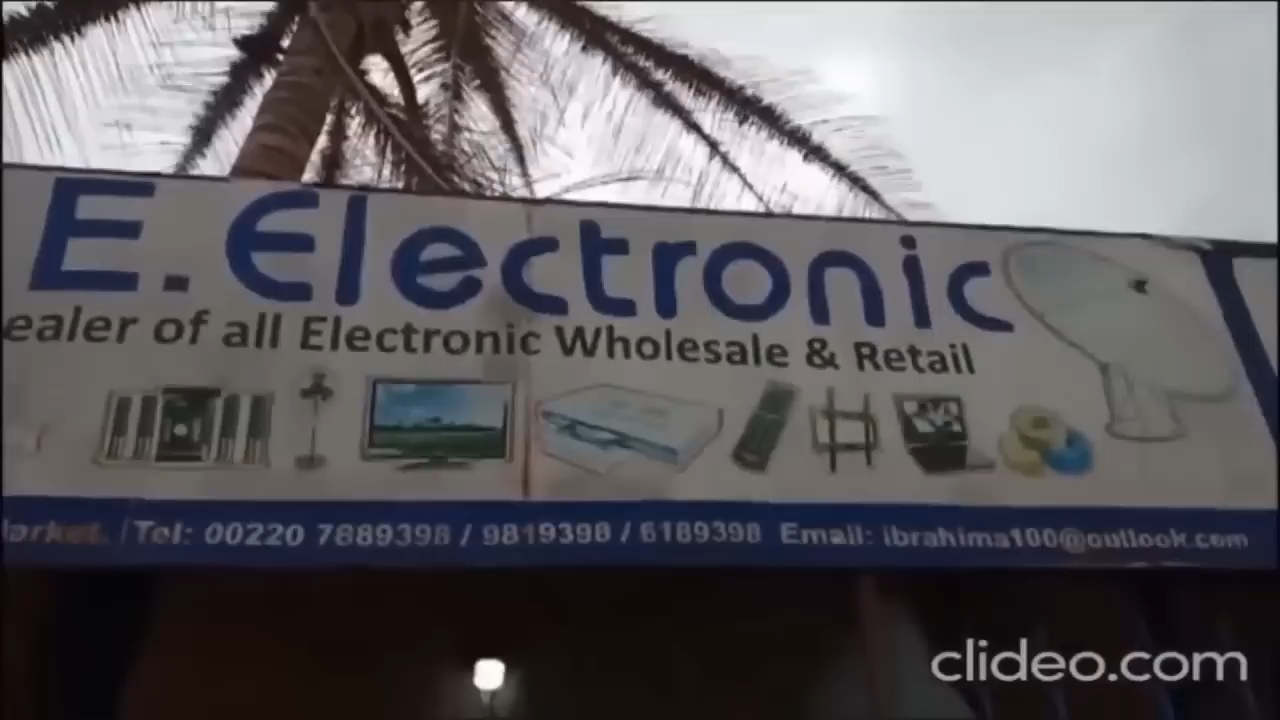 E. Electronic
ealer of all Electronic Wholesale & Retail
arket. Tel: 00220 7889398 / 9819398 / 6189398 Email: ibrahima100@outlook.com
clideo.com